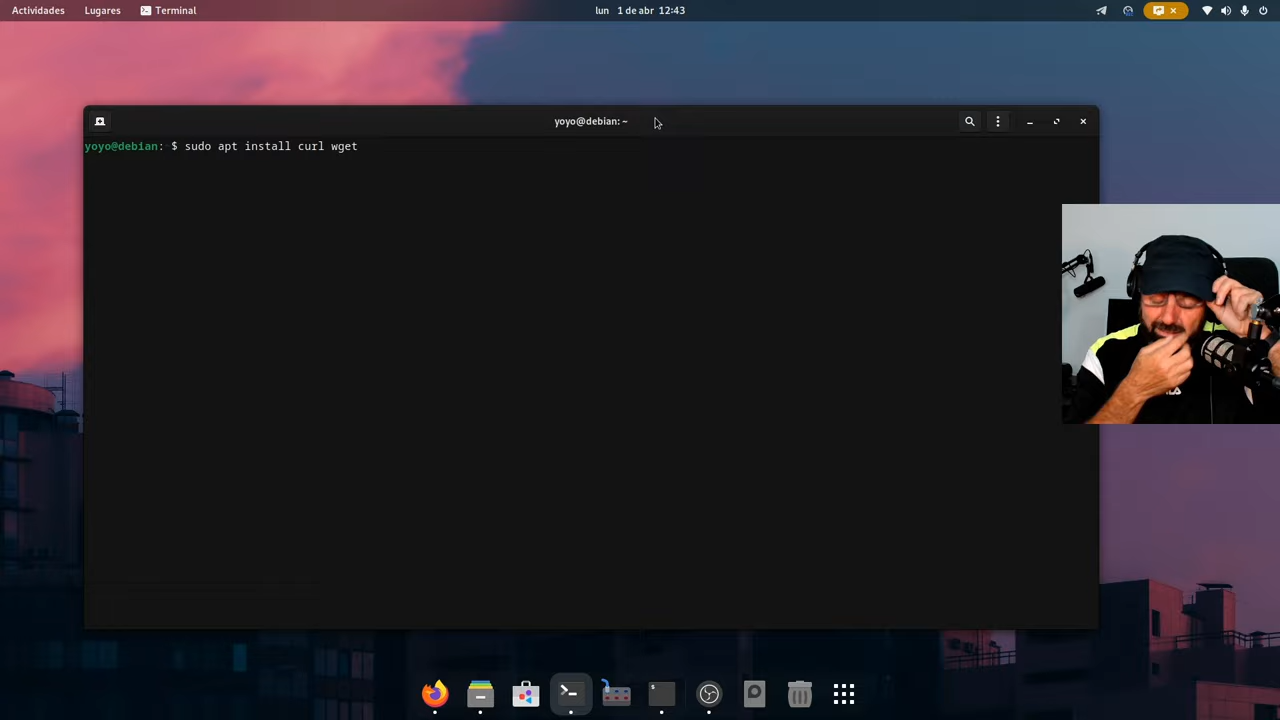 Actividades Lugares Terminal lun 1 de abr 12:43
yoyo@debian: ~
yoyo@debian: $ sudo apt install curl wget